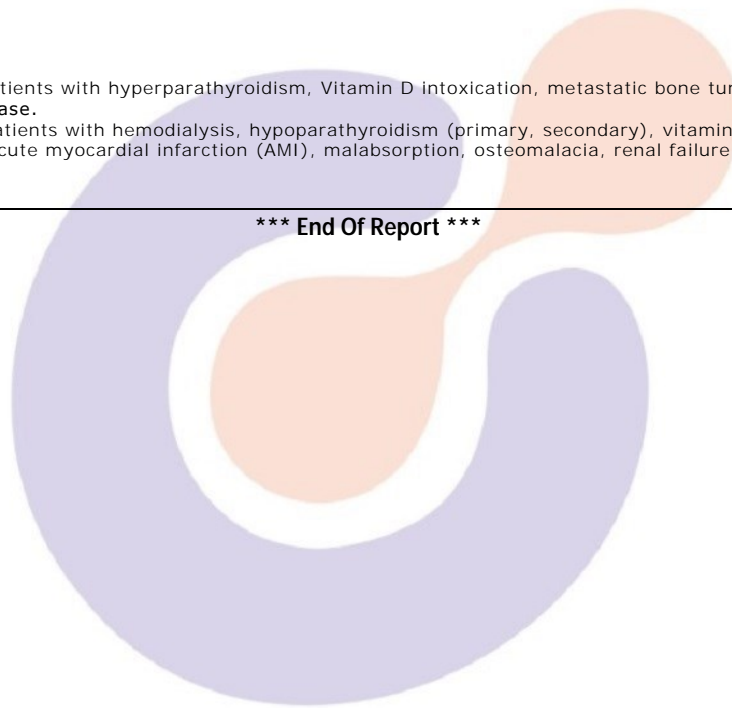 tients with hyperparathyroidism, Vitamin D intoxication, metastatic bone tur
ase.
atients with hemodialysis, hypoparathyroidism (primary, secondary), vitamin
cute myocardial infarction (AMI), malabsorption, osteomalacia, renal failure
*** End Of Report ***